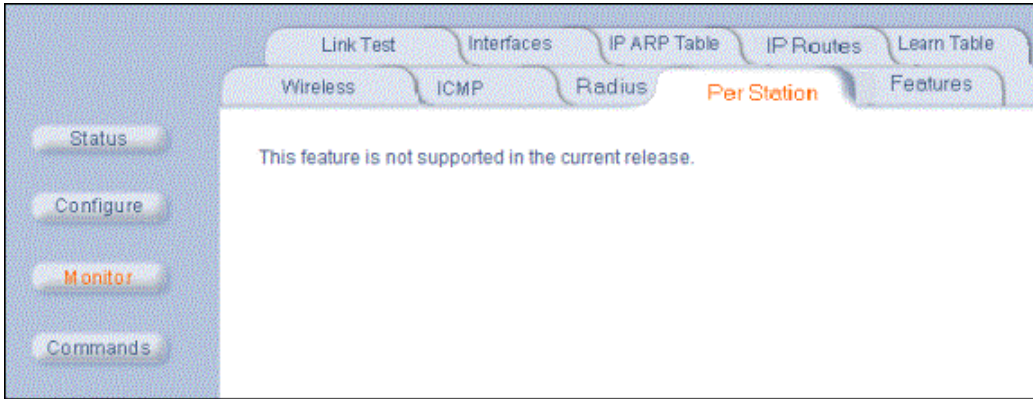 Link Test
Interfaces
IP ARP Table
IP Routes
Learn Table
Wireless
ICMP
Radius
Per Station
Features
Status
Configure
Monitor
Commands
This feature is not supported in the current release.